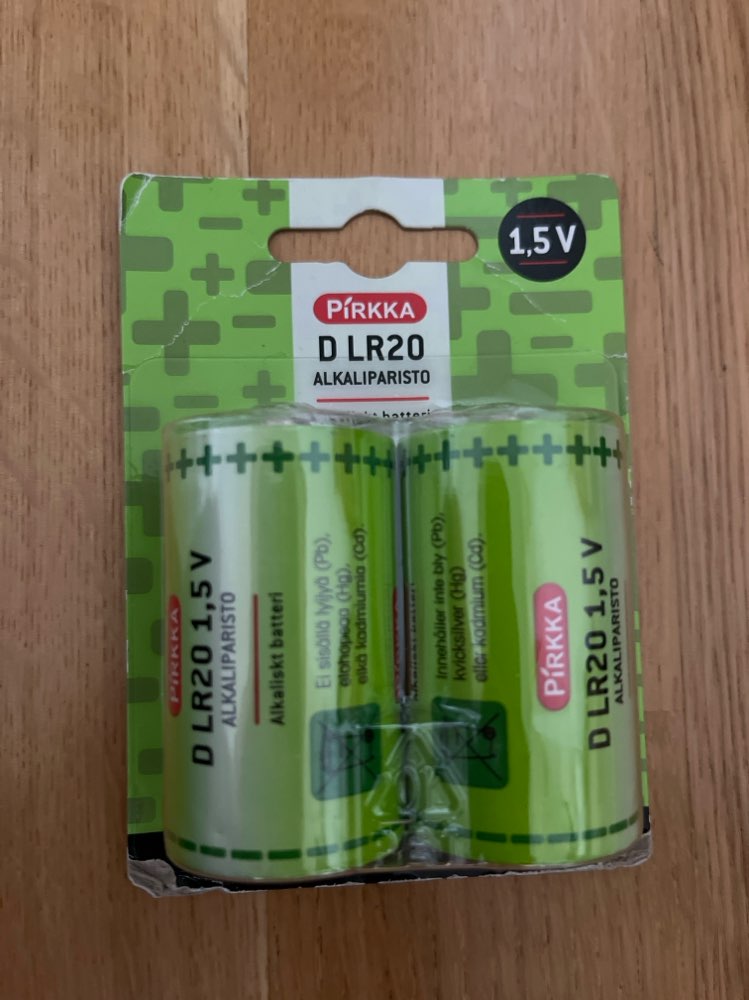 1,5 V
PIRKKA
D LR20
ALKALIPARISTO
batteri
PIRKKA
D LR20 1,5 V
ALKALIPARISTO
Alkaliskt batteri
Ei sisällä lyijyä (Pb),
elohopeaa (Hg),
eikä kadmiumia (Cd).
Innehåller inte bly (Pb),
kvicksilver (Hg)
eller kadmium (Cd).
PIRKKA
D LR20 1,5 V
ALKALIPARISTO